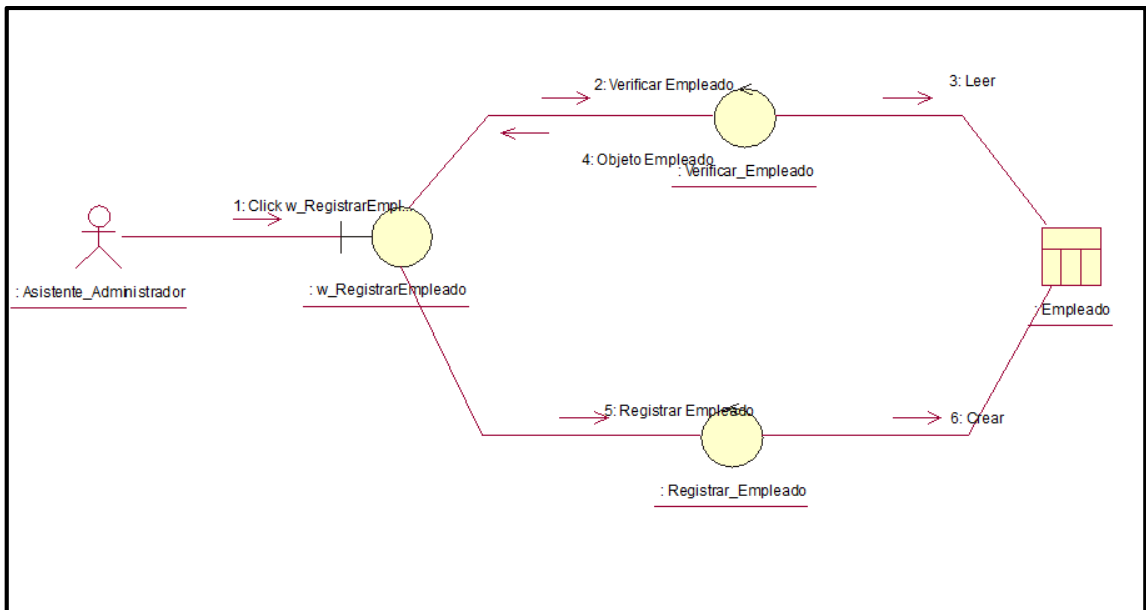 2: Verificar Empleado
3: Leer
4: Objeto Empleado
: Verificar_Empleado
1: Click w_RegistrarEmpl...
: Asistente_Administrador
: w_RegistrarEmpleado
: Empleado
5: Registrar Empleado
6: Crear
: Registrar_Empleado